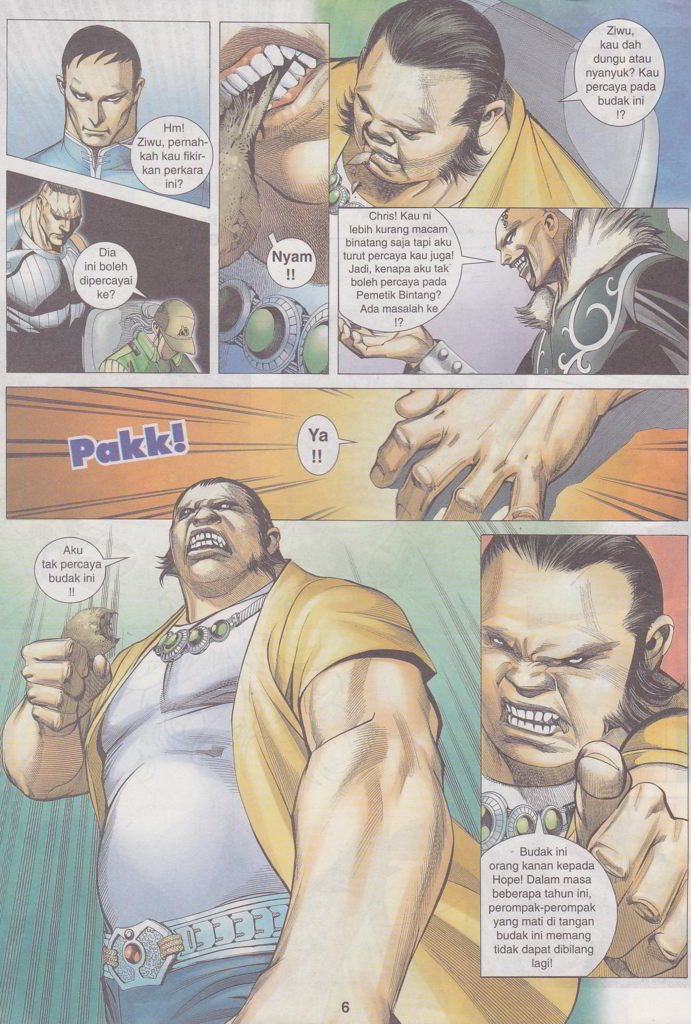 Hm!
Ziwu, pernah-
kah kau fikir-
kan perkara
ini?
Dia
ini boleh
dipercayai
ke?
Nyam
!!
Ziwu,
kau dah
dungu atau
nyanyuk? Kau
percaya pada
budak ini
!?
Chris! Kau ni
lebih kurang macam
binatang saja tapi aku
turut percaya kau juga!
Jadi, kenapa aku tak
boleh percaya pada
Pemetik Bintang?
Ada masalah ke
!?
Pakk!
Ya
!!
Aku
tak percaya
budak ini
!!
Budak ini
orang kanan kepada
Hope! Dalam masa
beberapa tahun ini,
perompak-perompak
yang mati di tangan
budak ini memang
tidak dapat dibilang
lagi!
6